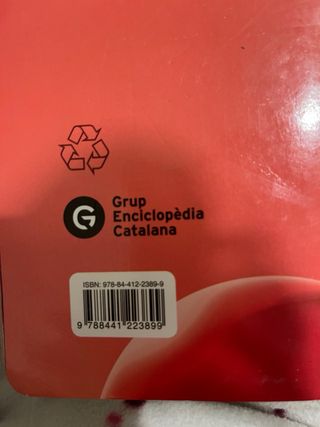 G
Grup
Enciclopèdia
Catalana
ISBN: 978-84-412-2389-9
9 788441 223899